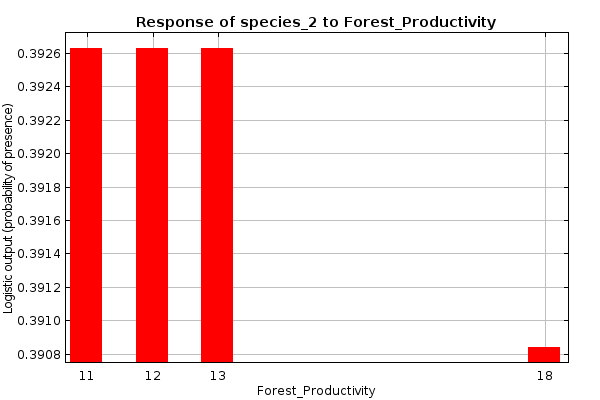 Response of species_2 to Forest_Productivity
Logistic output (probability of presence)
0.3926
0.3924
0.3922
0.3920
0.3918
0.3916
0.3914
0.3912
0.3910
0.3908
11 12 13 18
Forest_Productivity